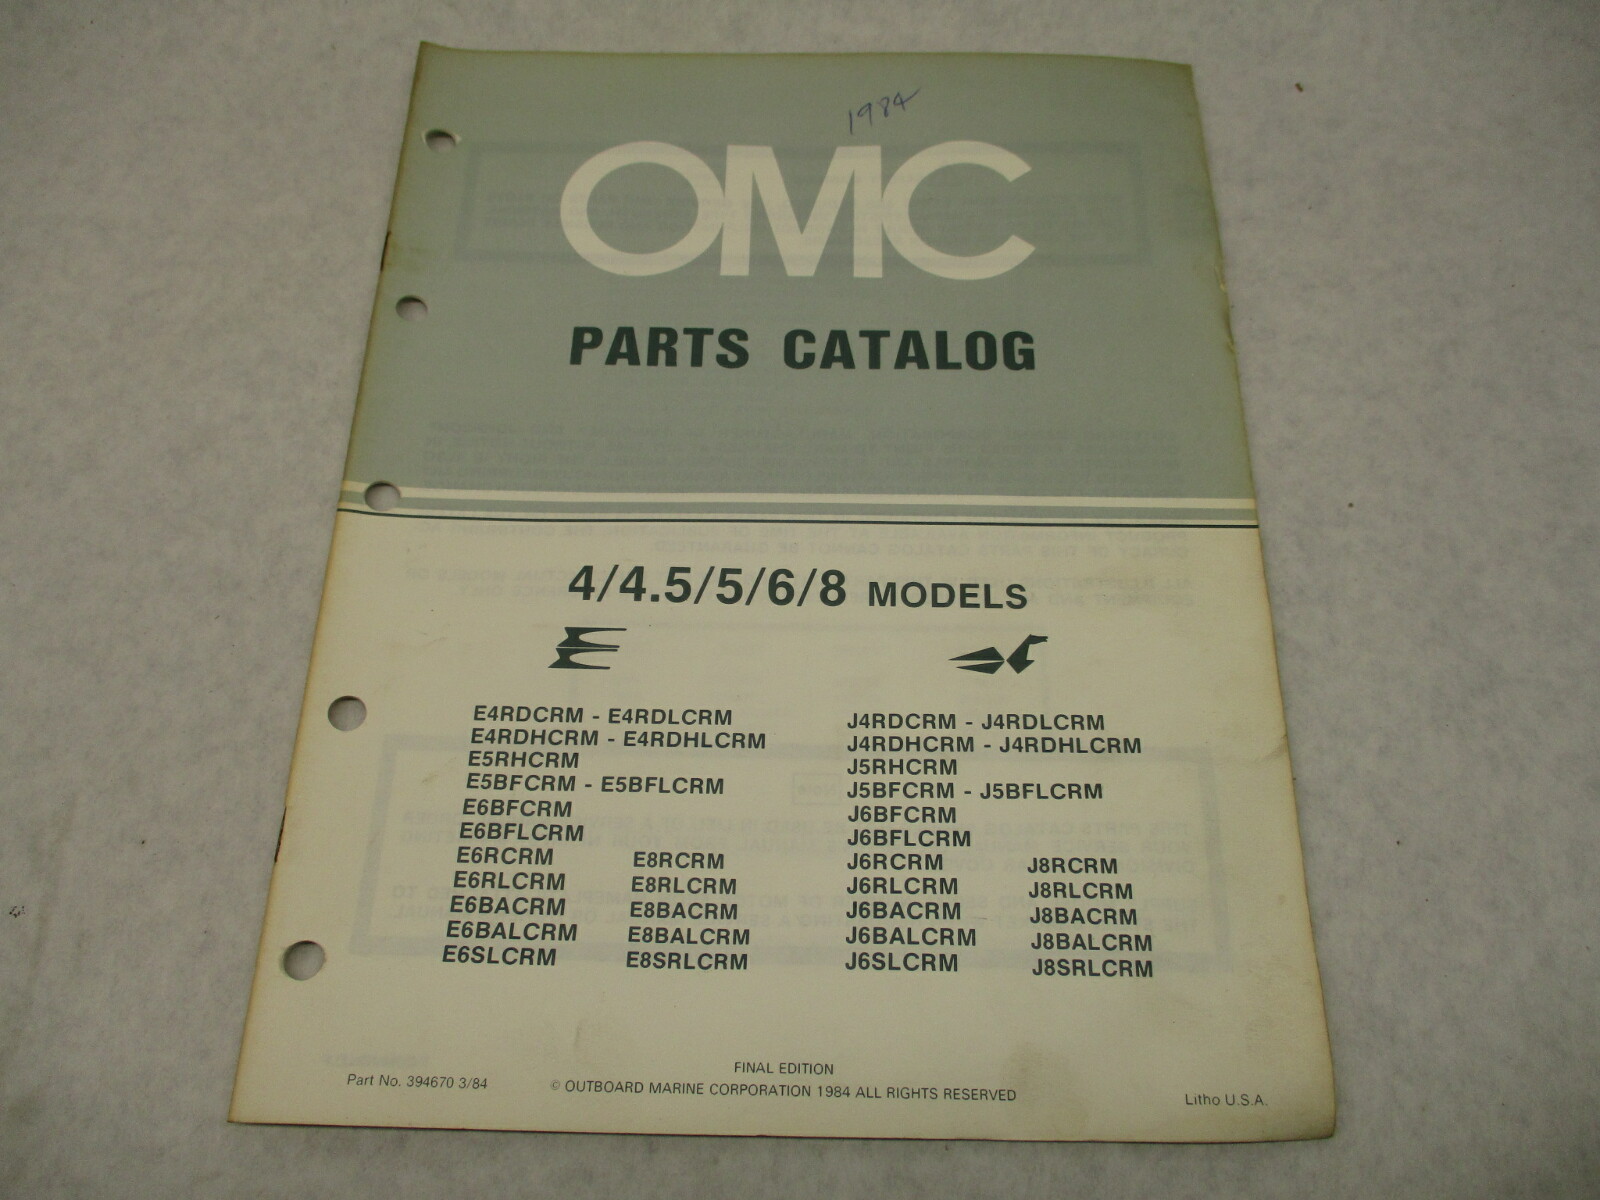 1984
OMC
PARTS CATALOG
4/4.5/5/6/8 MODELS
E4RDCRM - E4RDLCRM
E4RDHCRM - E4RDHLCRM
E5RHCRM
E5BFCRM - E5BFLCRM
E6BFCRM
E6BFLCRM
E6RCRM E8RCRM
E6RLCRM E8RLCRM
E6BACRM E8BACRM
E6BALCRM E8BALCRM
E6SLCRM E8SRLCRM
J4RDCRM - J4RDLCRM
J4RDHCRM - J4RDHLCRM
J5RHCRM
J5BFCRM - J5BFLCRM
J6BFCRM
J6BFLCRM
J6RCRM J8RCRM
J6RLCRM J8RLCRM
J6BACRM J8BACRM
J6BALCRM J8BALCRM
J6SLCRM J8SRLCRM
FINAL EDITION
Part No. 394670 3/84
© OUTBOARD MARINE CORPORATION 1984 ALL RIGHTS RESERVED
Litho U.S.A.